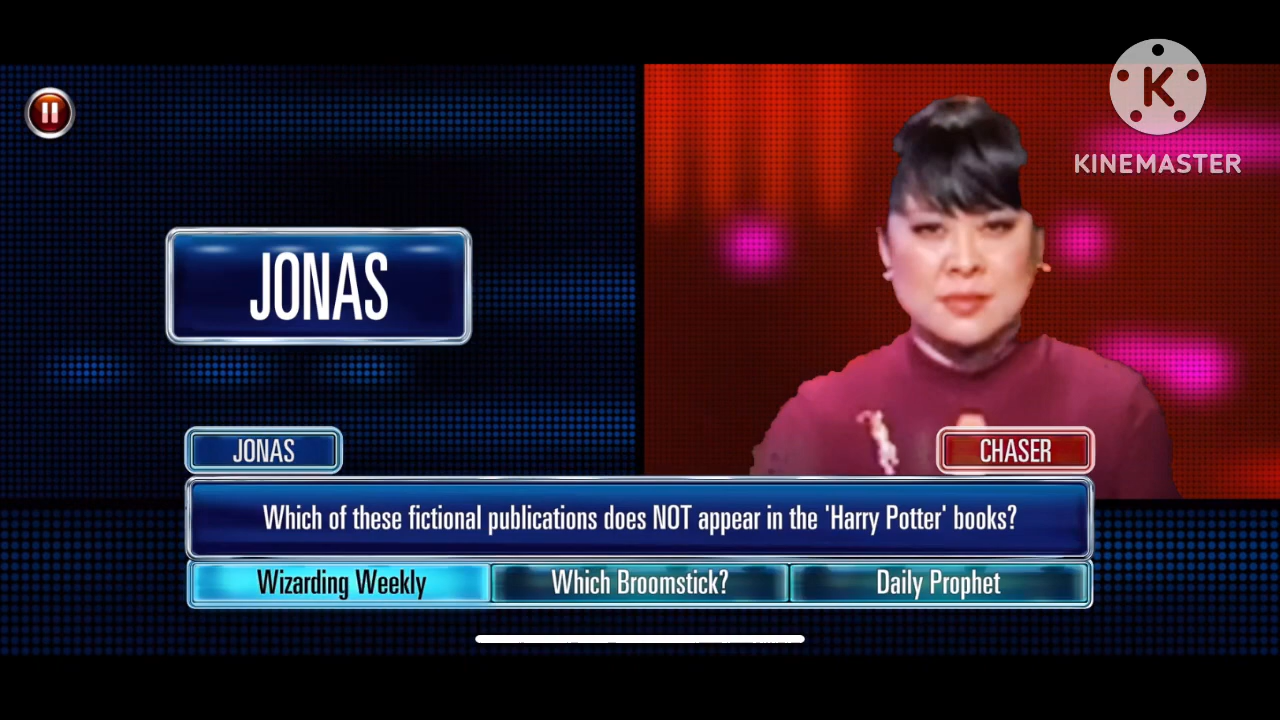 K
KINEMASTER
JONAS
JONAS
CHASER
Which of these fictional publications does NOT appear in the 'Harry Potter' books?
Wizarding Weekly
Which Broomstick?
Daily Prophet